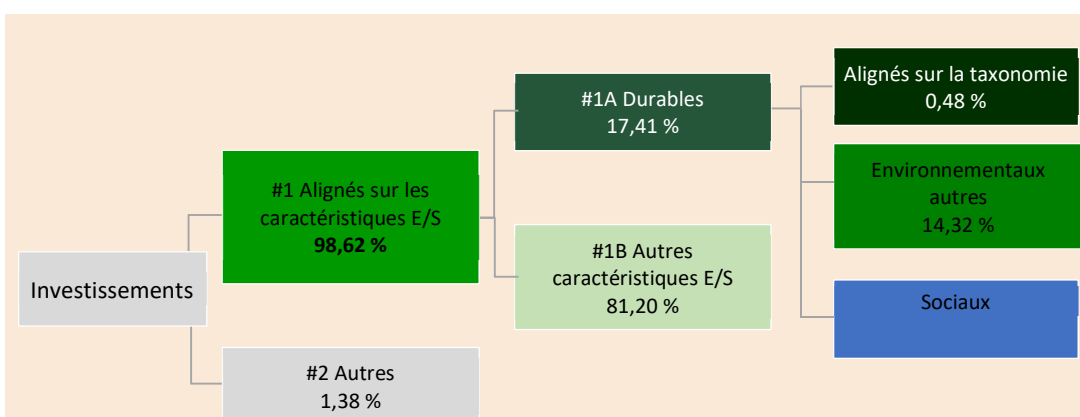 Investissements
#1 Alignés sur les
caractéristiques E/S
98,62 %
#2 Autres
1,38 %
#1A Durables
17,41 %
#1B Autres
caractéristiques E/S
81,20 %
Alignés sur la taxonomie
0,48 %
Environnementaux
autres
14,32 %
Sociaux